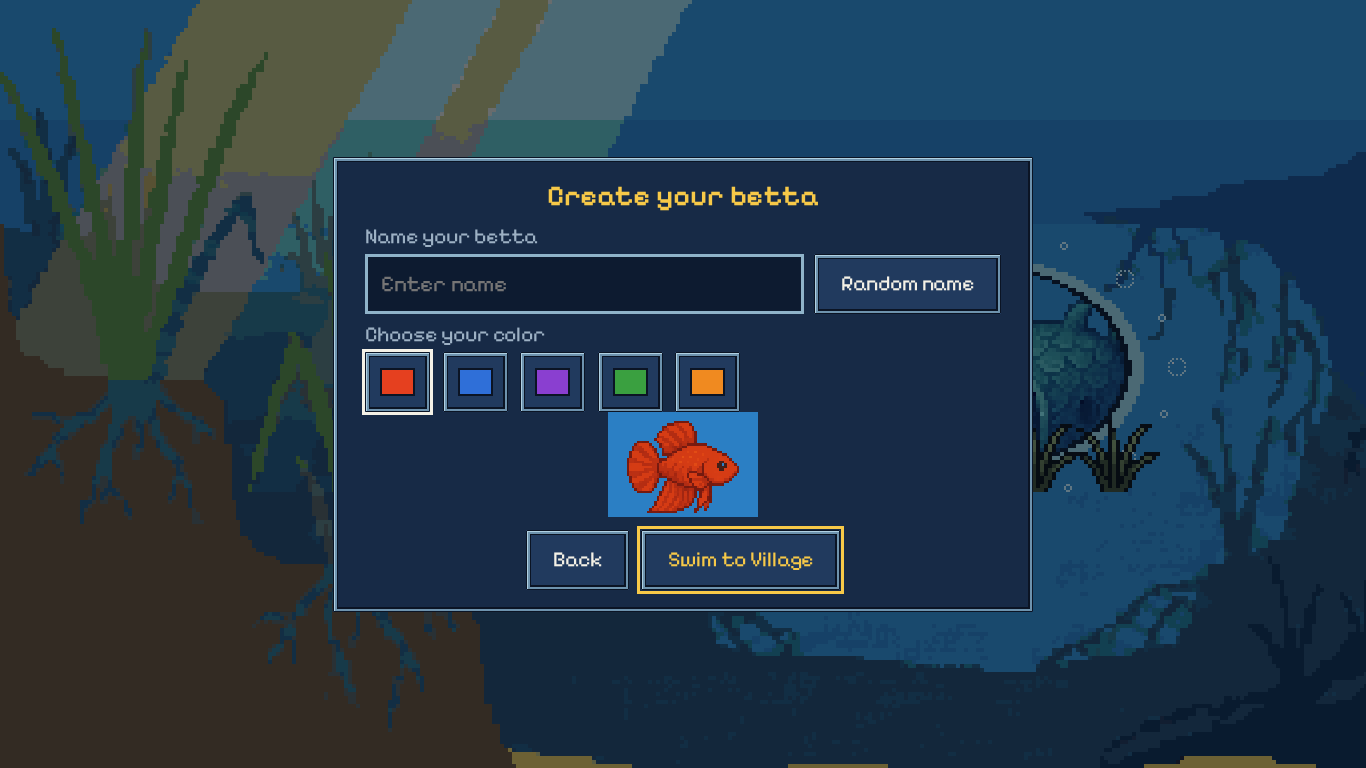 Create your betta
Name your betta
Enter name
Random name
Choose your color
Back
Swim to Village